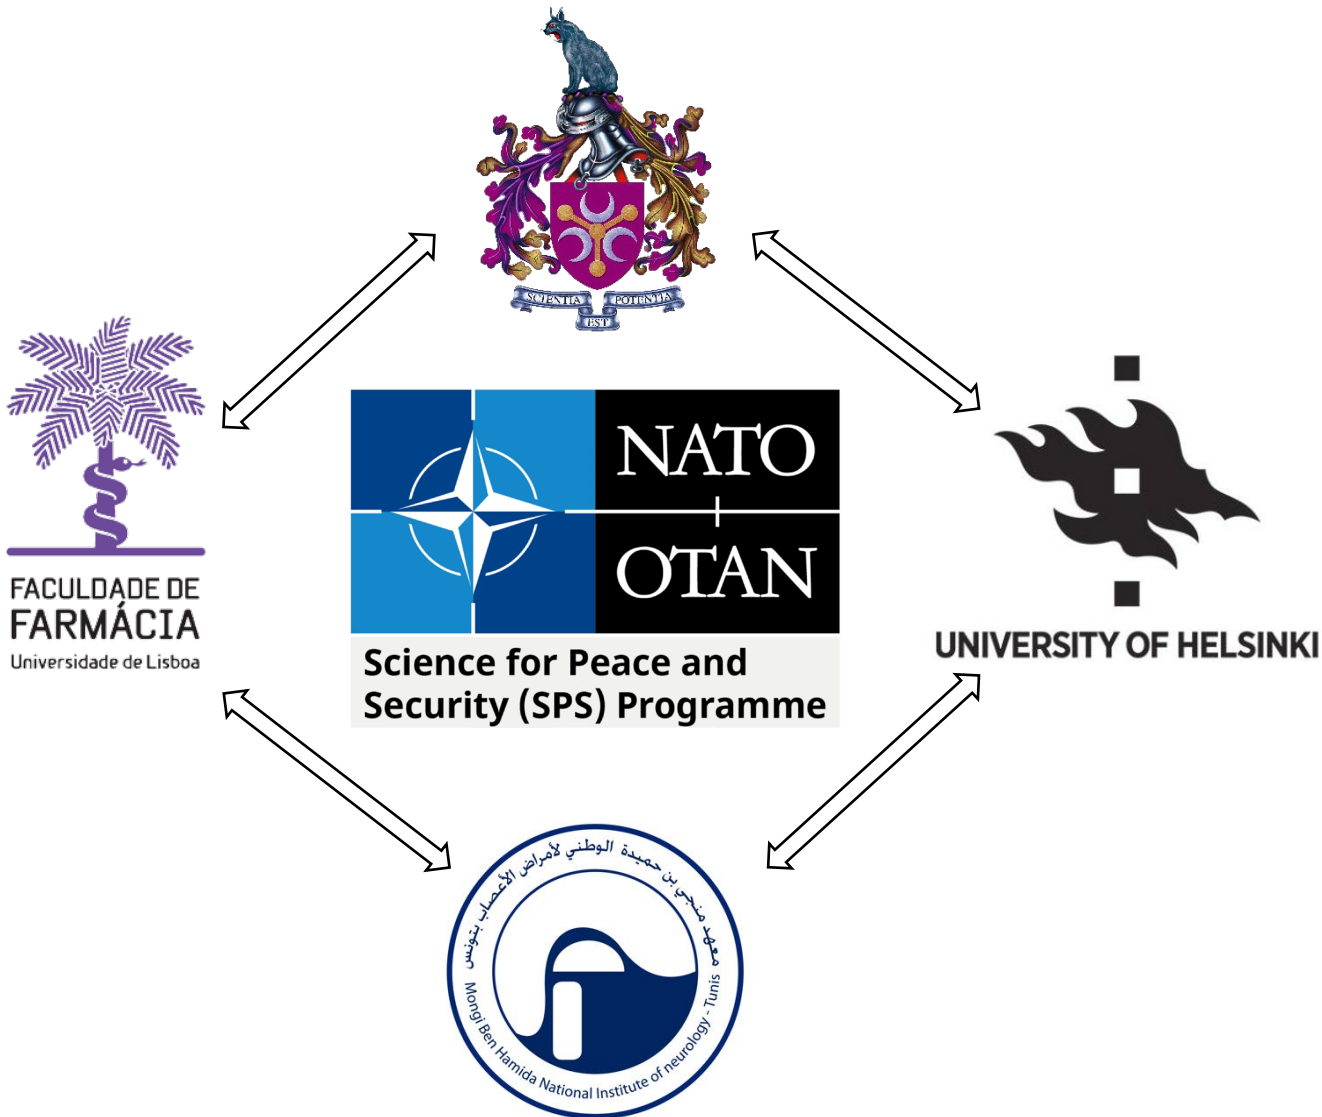 SCIENTIA
EST
POTENTIA
FACULDADE DE
FARMÁCIA
Universidade de Lisboa
NATO
OTAN
Science for Peace and
Security (SPS) Programme
UNIVERSITY OF HELSINKI
معهد منجي بن حميدة الوطني لأمراض الأعصاب بتونس
Mongi Ben Hamida National Institute of neurology - Tunis